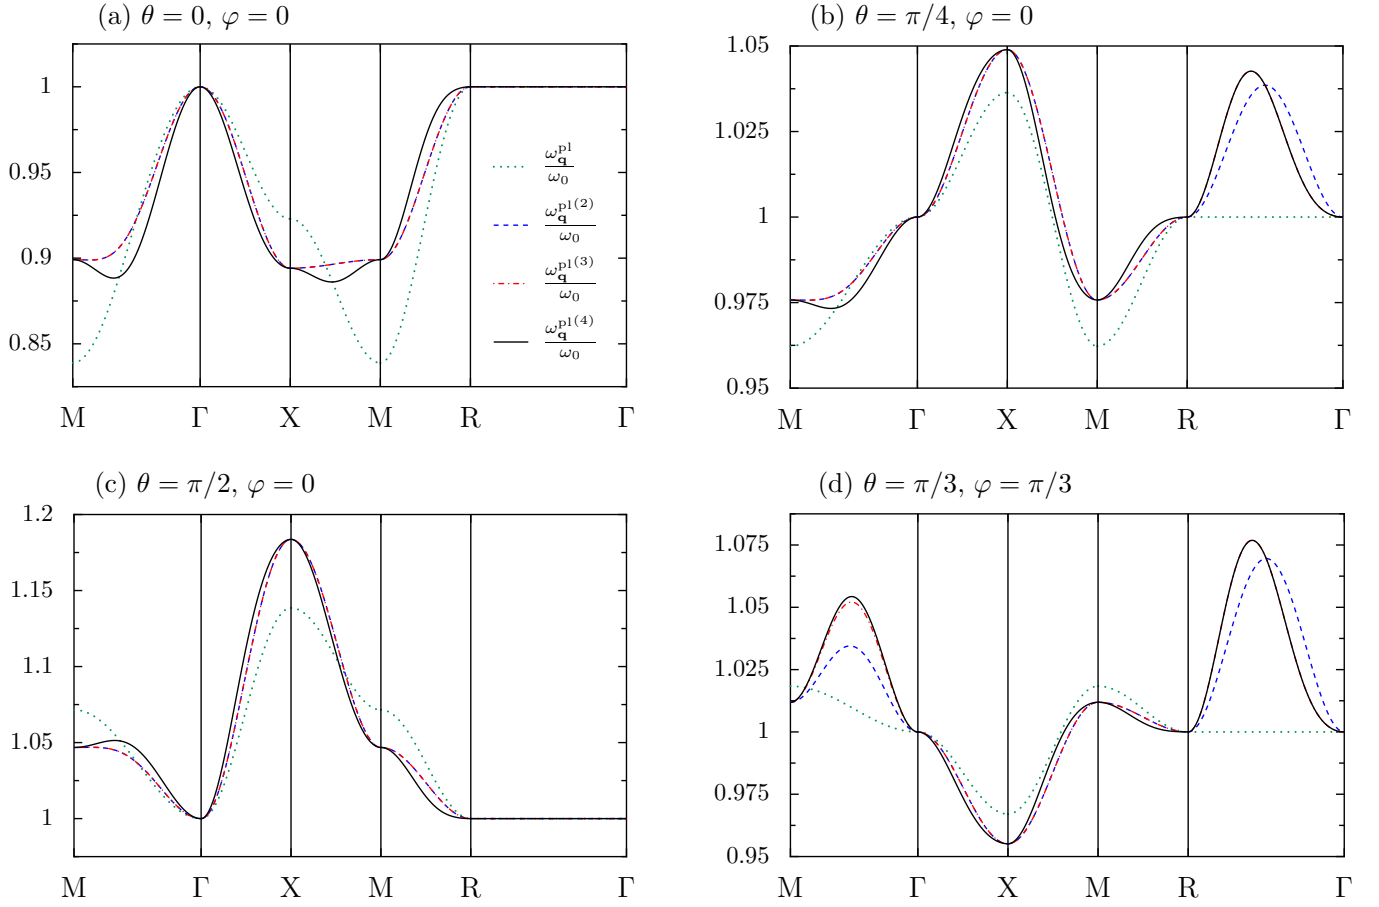 (a) θ = 0, φ = 0
1
0.95
0.9
0.85
M Γ X M R Γ
ω_q^pl / ω_0
ω_q^pl(2) / ω_0
ω_q^pl(3) / ω_0
ω_q^pl(4) / ω_0
(b) θ = π/4, φ = 0
1.05
1.025
1
0.975
0.95
M Γ X M R Γ
(c) θ = π/2, φ = 0
1.2
1.15
1.1
1.05
1
M Γ X M R Γ
(d) θ = π/3, φ = π/3
1.075
1.05
1.025
1
0.975
0.95
M Γ X M R Γ